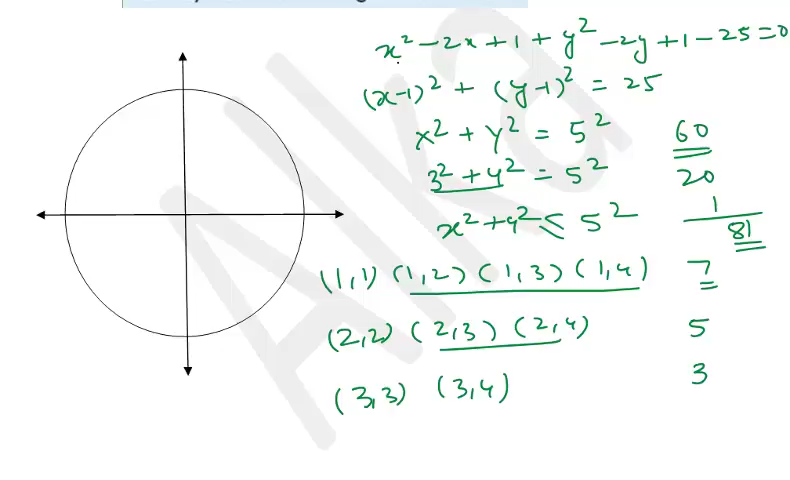 x² - 2x + 1 + y² - 2y + 1 - 25 = 0
(x-1)² + (y-1)² = 25
x² + y² = 5²
60
3² + 4² = 5²
20
x² + y² ≤ 5²
1
81
(1,1) (1,2) (1,3) (1,4)
7
(2,2) (2,3) (2,4)
5
(3,3) (3,4)
3
Alka